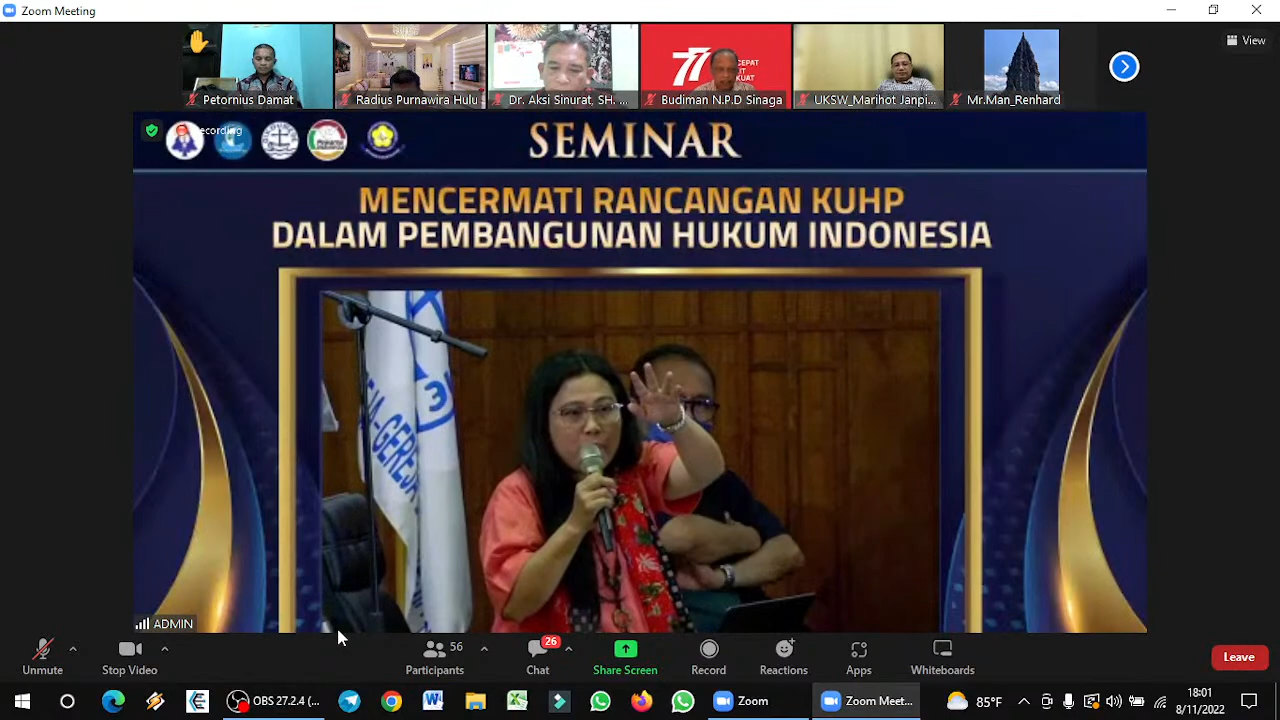 Zoom Meeting
View
Petornius Damat
Radius Purnawira Hulu
Dr. Aksi Sinurat, SH. ...
77
Budiman N.P.D Sinaga
UKSW_Marihot Janpi...
Mr.Man_Renhard
SEMINAR
MENCERMATI RANCANGAN KUHP
DALAM PEMBANGUNAN HUKUM INDONESIA
ADMIN
56
26
Unmute
Stop Video
Participants
Chat
Share Screen
Record
Reactions
Apps
Whiteboards
Leave
OBS 27.2.4 (...
Zoom
Zoom Meet...
85°F
18:01
8/11/2022